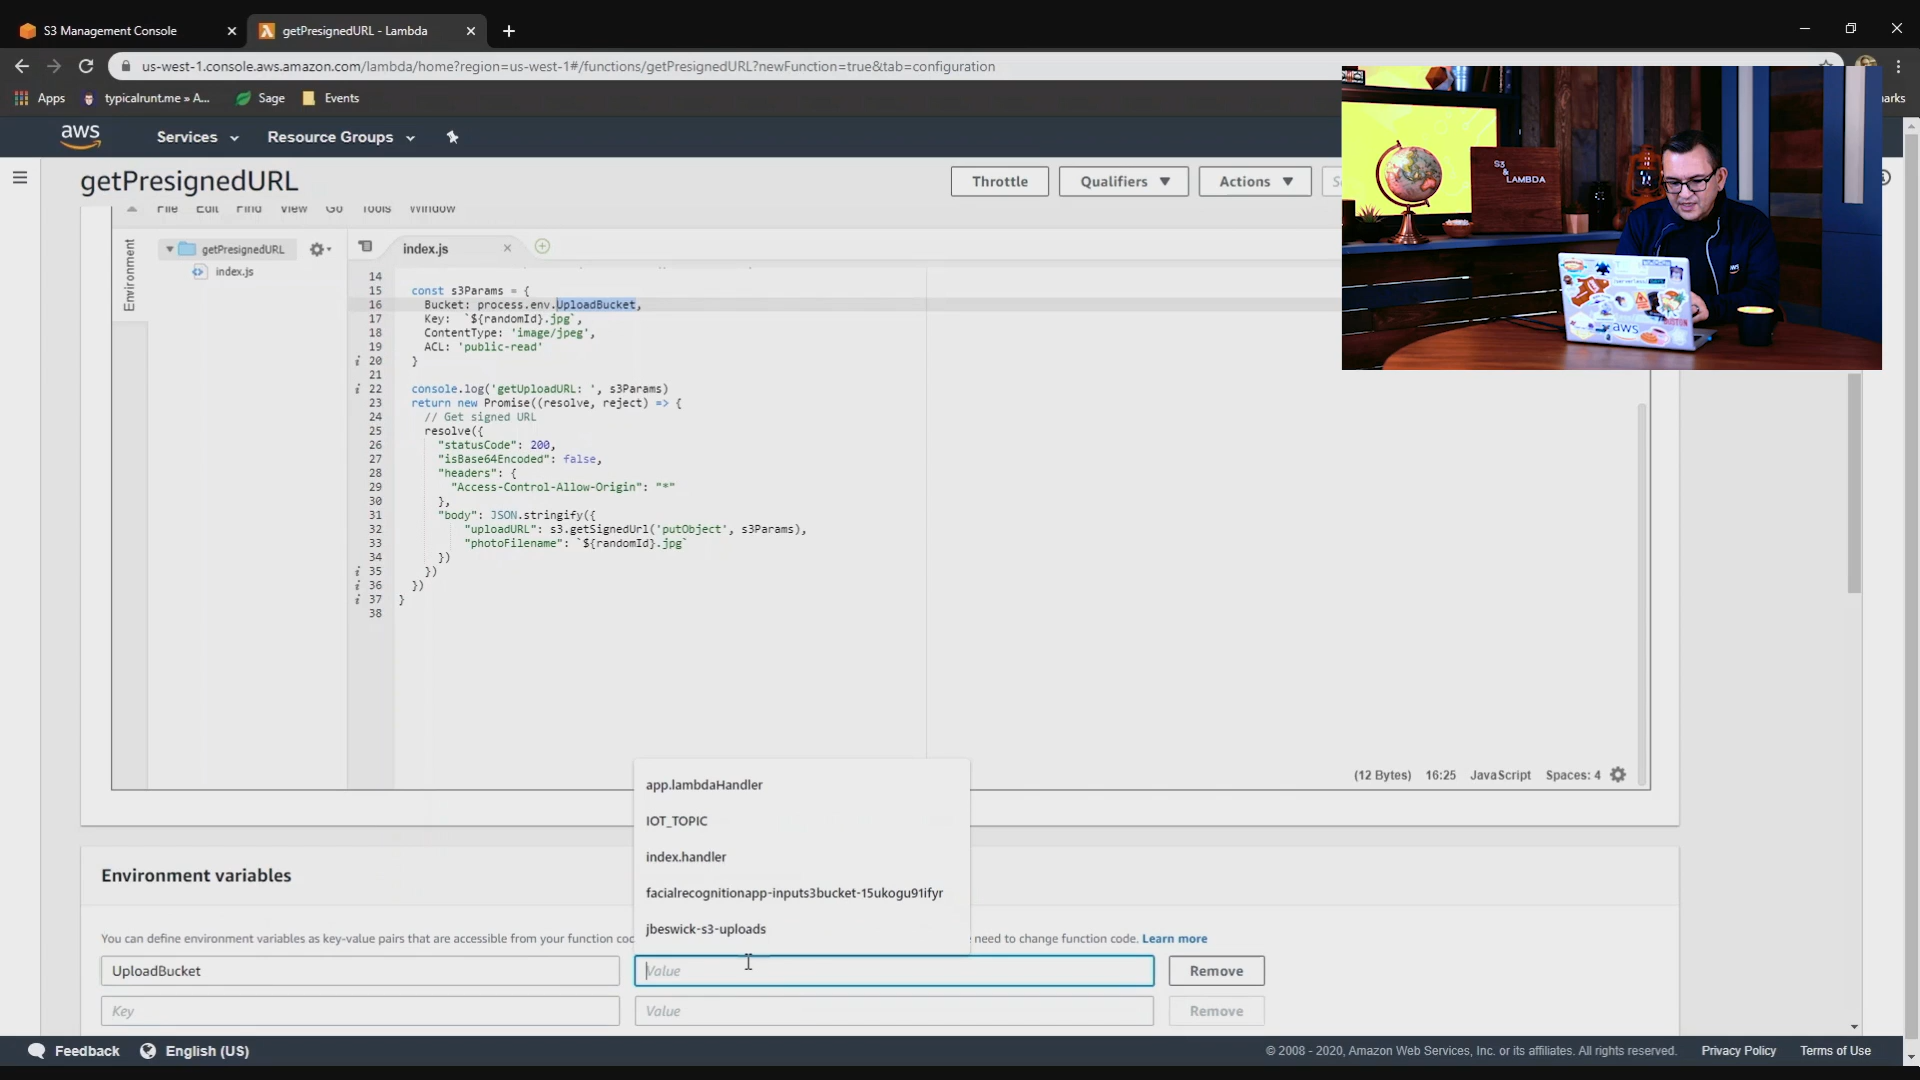 S3 Management Console
getPresignedURL - Lambda
us-west-1.console.aws.amazon.com/lambda/home?region=us-west-1#/functions/getPresignedURL?newFunction=true&tab=configuration
Apps
typicalrunt.me » A...
Sage
Events
arks
aws
Services
Resource Groups
getPresignedURL
Throttle
Qualifiers
Actions
S3
&
LAMBDA
aws
File Edit Find View Go Tools Window
Environment
getPresignedURL
index.js
index.js
14
15 const s3Params = {
16 Bucket: process.env.UploadBucket,
17 Key: `${randomId}.jpg`,
18 ContentType: 'image/jpeg',
19 ACL: 'public-read'
i 20 }
21
i 22 console.log('getUploadURL: ', s3Params)
23 return new Promise((resolve, reject) => {
24 // Get signed URL
25 resolve({
26 "statusCode": 200,
27 "isBase64Encoded": false,
28 "headers": {
29 "Access-Control-Allow-Origin": "*"
30 },
31 "body": JSON.stringify({
32 "uploadURL": s3.getSignedUrl('putObject', s3Params),
33 "photoFilename": `${randomId}.jpg`
34 })
i 35 })
i 36 })
i 37 }
38
(12 Bytes) 16:25 JavaScript Spaces: 4
app.lambdaHandler
IOT_TOPIC
index.handler
facialrecognitionapp-inputs3bucket-15ukogu91ifyr
jbeswick-s3-uploads
Environment variables
You can define environment variables as key-value pairs that are accessible from your function co
need to change function code. Learn more
UploadBucket
Value
Remove
Key
Value
Remove
Feedback
English (US)
© 2008 - 2020, Amazon Web Services, Inc. or its affiliates. All rights reserved.
Privacy Policy
Terms of Use